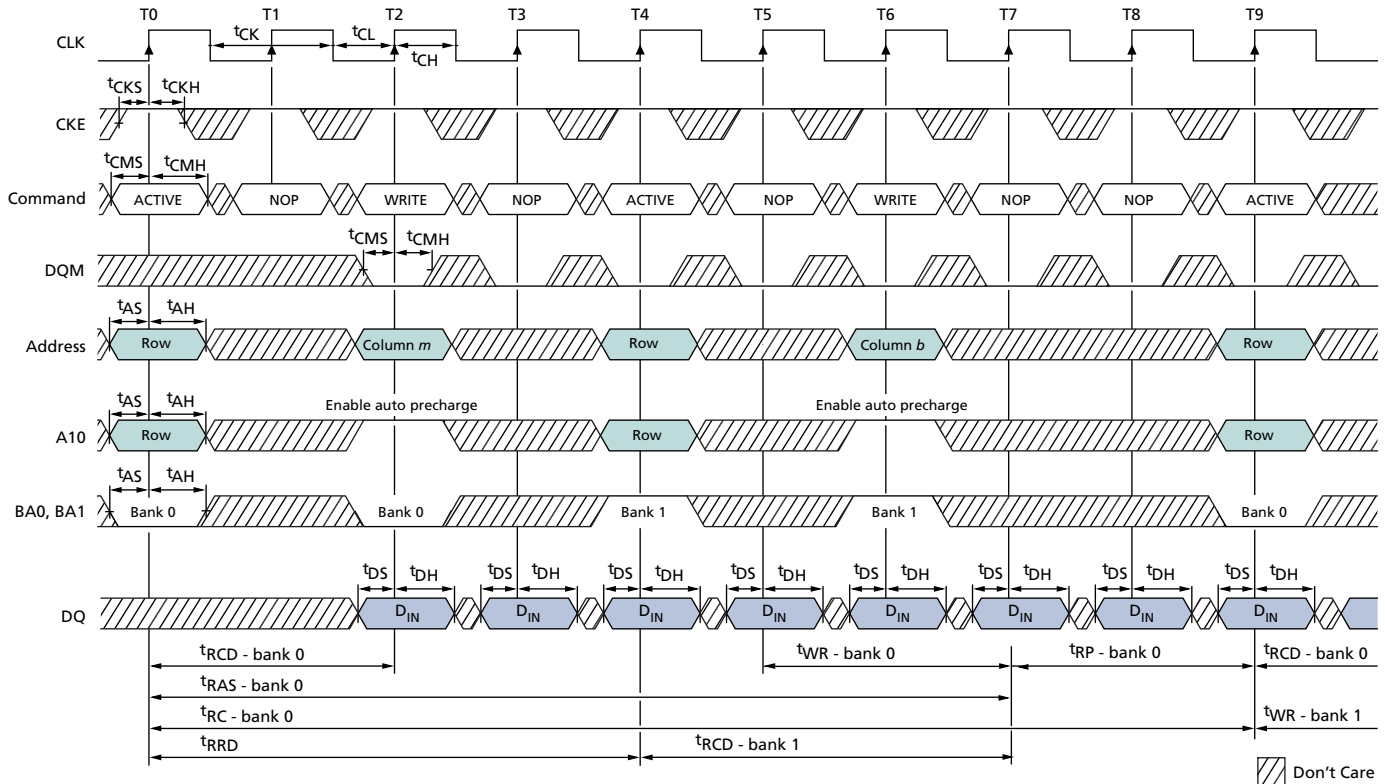 T0 T1 T2 T3 T4 T5 T6 T7 T8 T9
CLK
tCK tCL
tCH
tCKS tCKH
CKE
tCMS tCMH
Command ACTIVE NOP WRITE NOP ACTIVE NOP WRITE NOP NOP ACTIVE
tCMS tCMH
DQM
tAS tAH
Address Row Column m Row Column b Row
tAS tAH Enable auto precharge Enable auto precharge
A10 Row Row Row
tAS tAH
BA0, BA1 Bank 0 Bank 0 Bank 1 Bank 1 Bank 0
tDS tDH tDS tDH tDS tDH tDS tDH tDS tDH tDS tDH tDS tDH tDS tDH
DQ DIN DIN DIN DIN DIN DIN DIN DIN
tRCD - bank 0 tWR - bank 0 tRP - bank 0 tRCD - bank 0
tRAS - bank 0
tRC - bank 0 tWR - bank 1
tRRD tRCD - bank 1
Don't Care